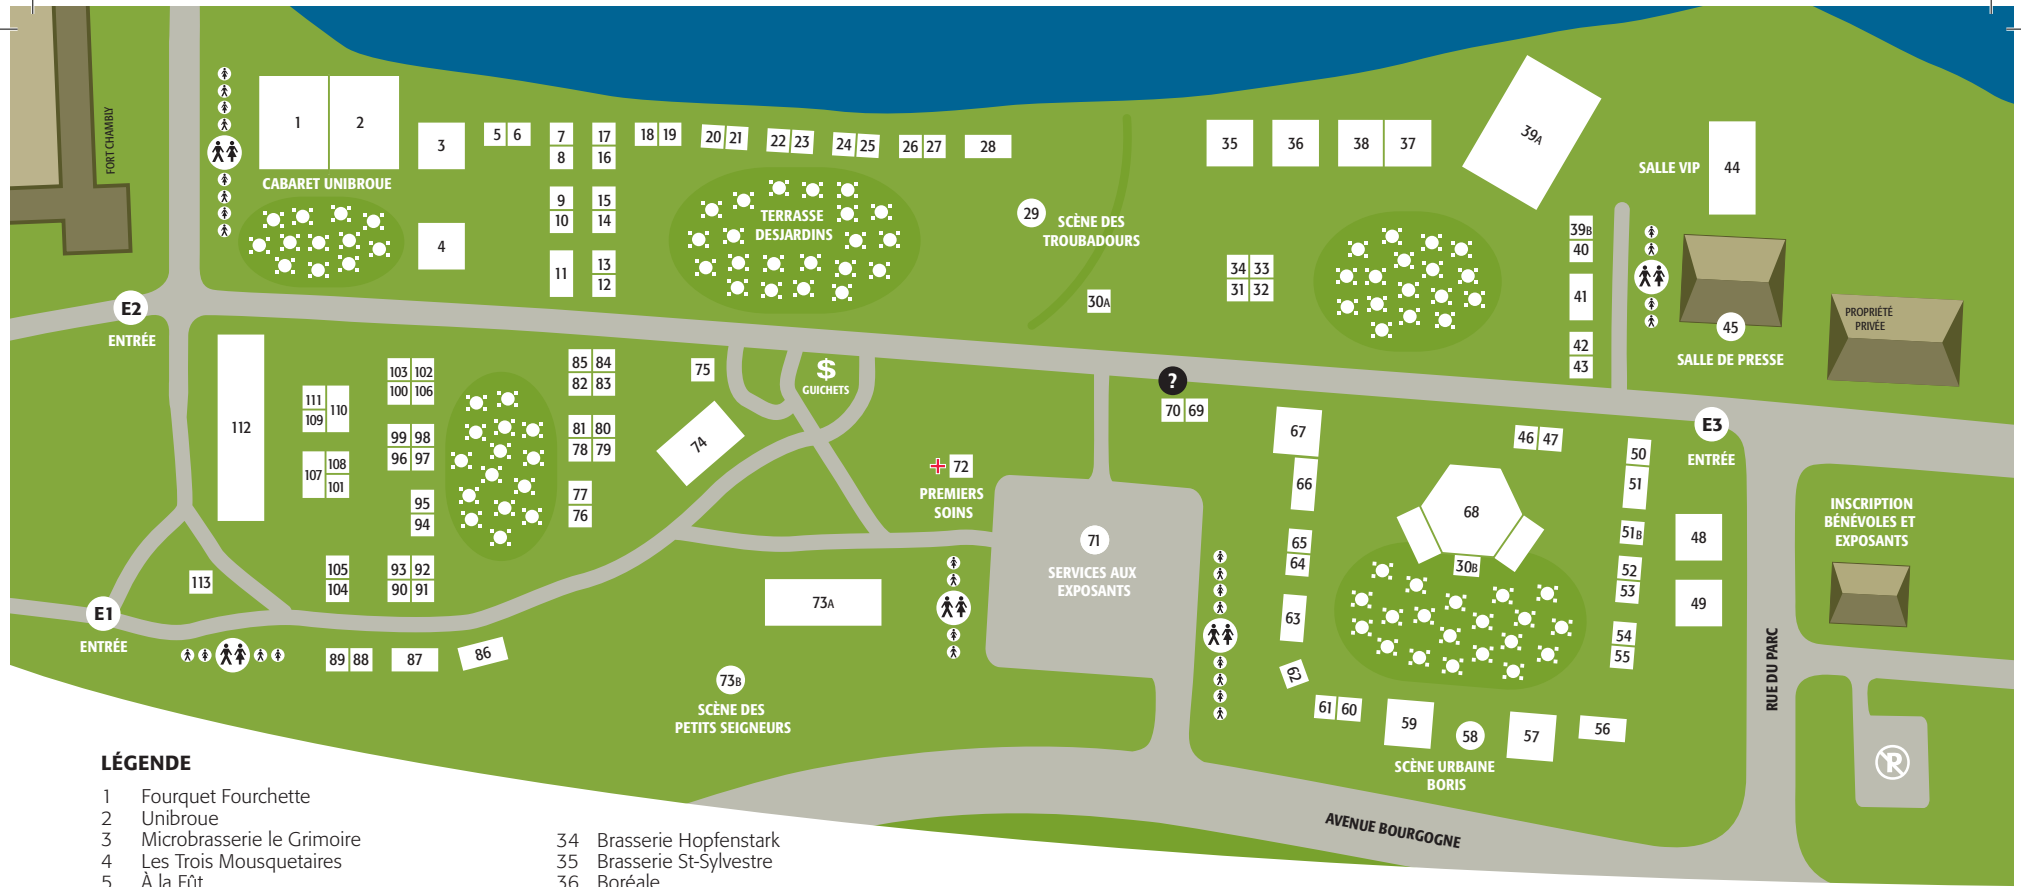 FORT CHAMBLY
1
2
CABARET UNIBROUE
3
4
5 6
7
8
9
10
11
17
16
15
14
13
12
18 19
20 21
22 23
24 25
26 27
28
TERRASSE
DESJARDINS
29
SCÈNE DES
TROUBADOURS
30A
35
36
38 37
39A
34 33
31 32
39B
40
41
42
43
SALLE VIP
44
45
SALLE DE PRESSE
PROPRIÉTÉ
PRIVÉE
E2
ENTRÉE
112
111
109
110
107
108
101
103 102
100 106
99 98
96 97
95
94
93 92
90 91
105
104
113
E1
ENTRÉE
89 88
87
86
85 84
82 83
81 80
78 79
77
76
75
74
$
GUICHETS
72
PREMIERS
SOINS
73A
73B
SCÈNE DES
PETITS SEIGNEURS
71
SERVICES AUX
EXPOSANTS
?
70 69
67
66
65
64
63
62
61 60
59
58
SCÈNE URBAINE
BORIS
57
56
68
30B
46 47
50
51
51B
52
53
54
55
48
49
E3
ENTRÉE
INSCRIPTION
BÉNÉVOLES ET
EXPOSANTS
RUE DU PARC
P
AVENUE BOURGOGNE
LÉGENDE
1 Fourquet Fourchette
2 Unibroue
3 Microbrasserie le Grimoire
4 Les Trois Mousquetaires
5 À la Fût
34 Brasserie Hopfenstark
35 Brasserie St-Sylvestre
36 Boréale